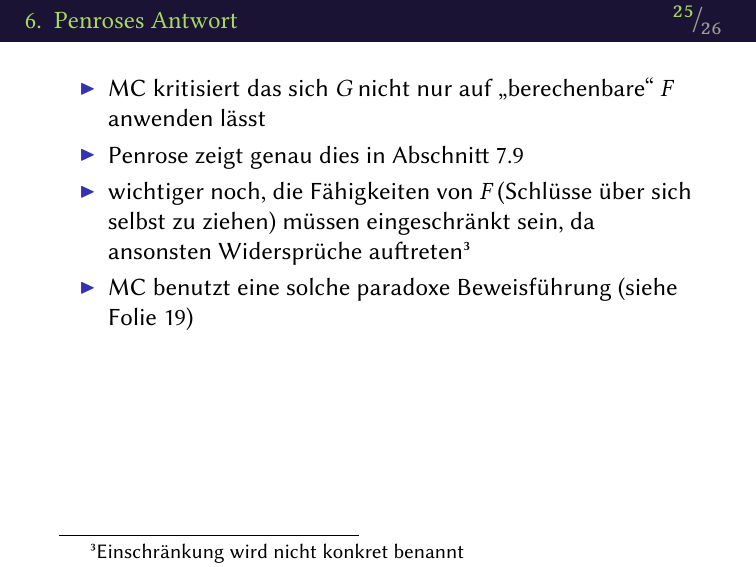 6. Penroses Antwort
25/26
▶ MC kritisiert das sich G nicht nur auf „berechenbare“ F
anwenden lässt
▶ Penrose zeigt genau dies in Abschnitt 7.9
▶ wichtiger noch, die Fähigkeiten von F (Schlüsse über sich
selbst zu ziehen) müssen eingeschränkt sein, da
ansonsten Widersprüche auftreten³
▶ MC benutzt eine solche paradoxe Beweisführung (siehe
Folie 19)
³Einschränkung wird nicht konkret benannt